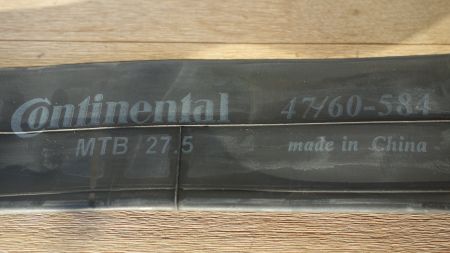 Continental 47/60-584
MTB 27.5 made in China